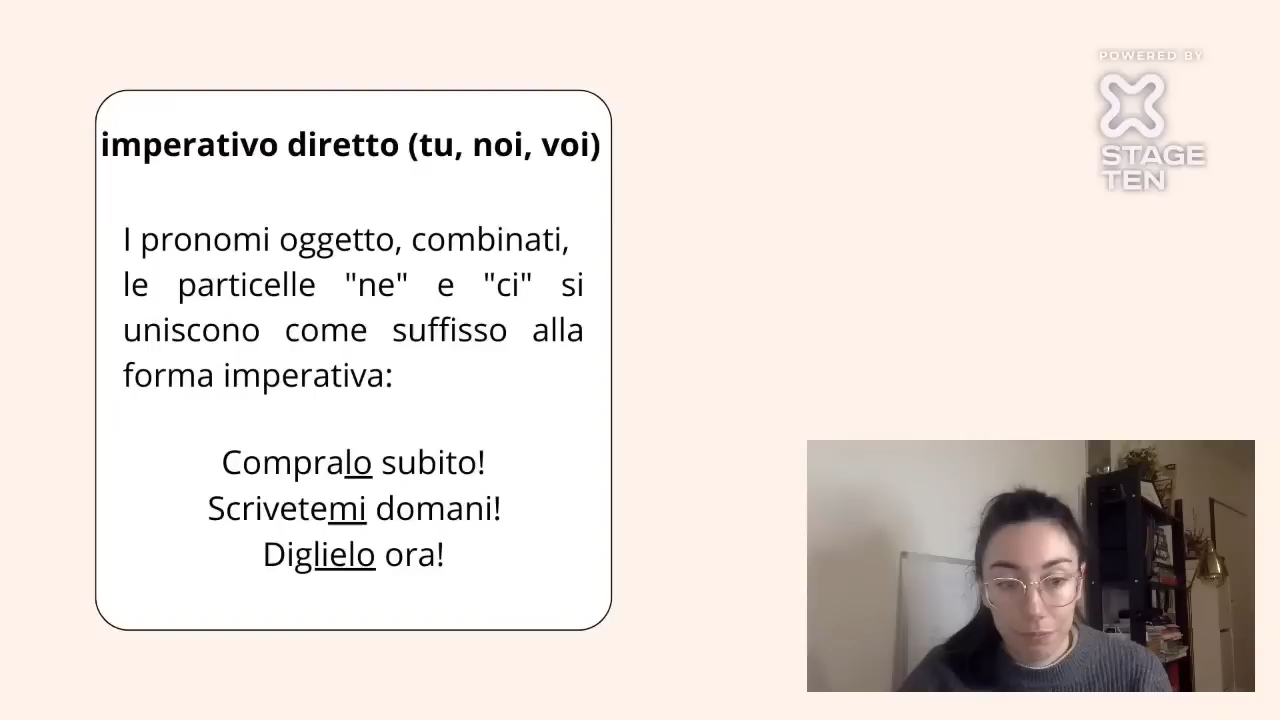 imperativo diretto (tu, noi, voi)
I pronomi oggetto, combinati,
le particelle "ne" e "ci" si
uniscono come suffisso alla
forma imperativa:
Compralo subito!
Scrivetemi domani!
Diglielo ora!
POWERED BY
STAGE
TEN